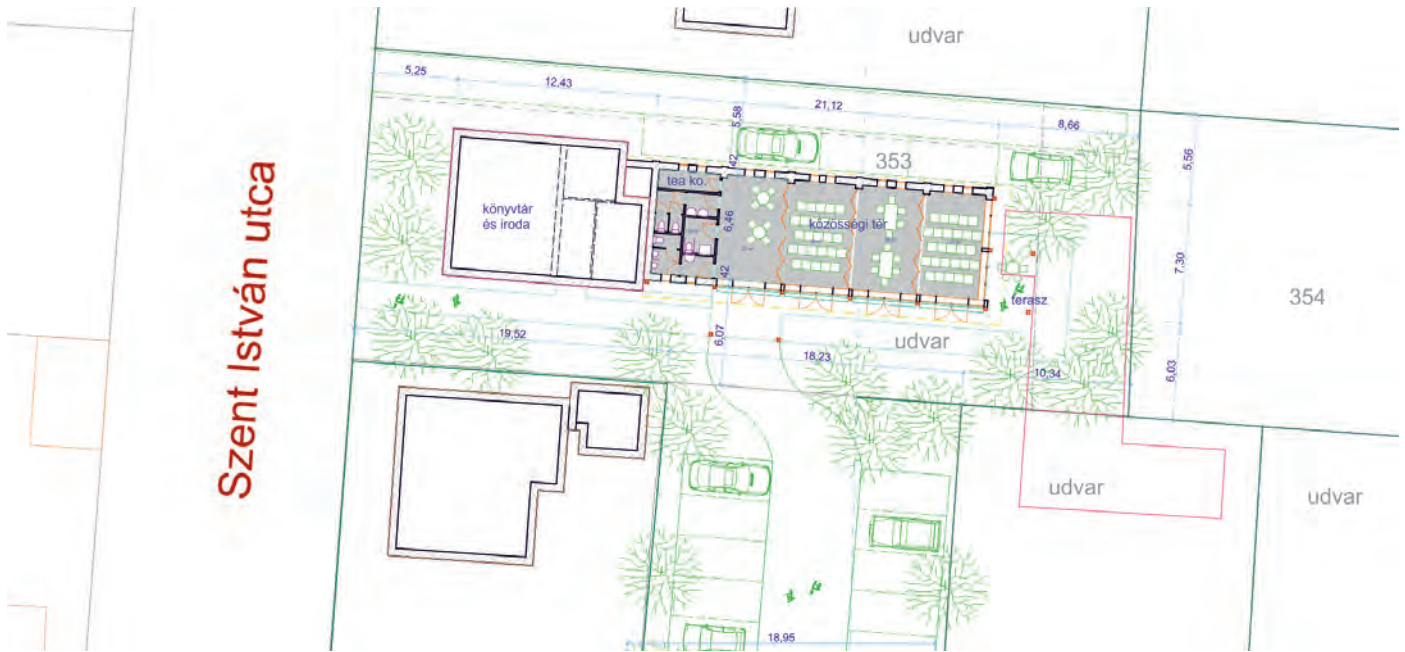 udvar
5,25
12,43
21,12
8,66
5,58
5,56
42
353
tea ko.
könyvtár
és iroda
6,46
közösségi tér
7,30
42
354
terasz
Szent István utca
19,52
6,07
18,23
udvar
10,34
6,03
udvar
udvar
18,95